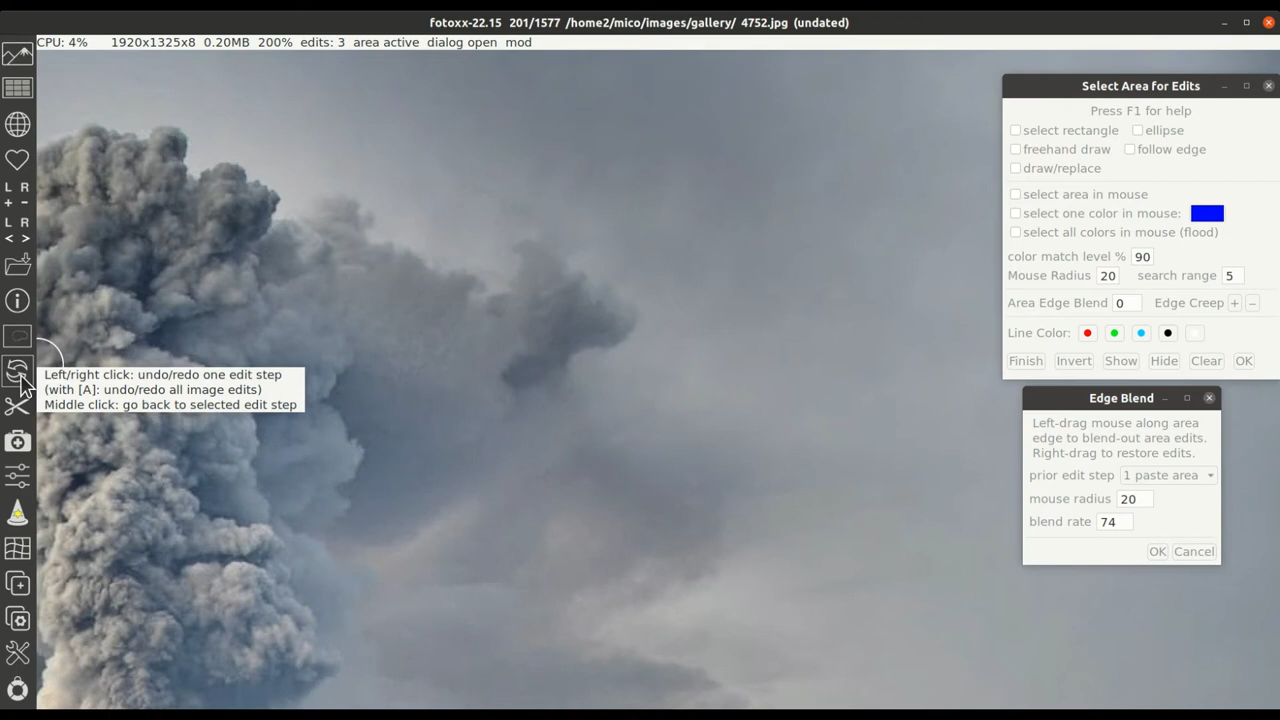 fotoxx-22.15 201/1577 /home2/mico/images/gallery/ 4752.jpg (undated)
CPU: 4% 1920x1325x8 0.20MB 200% edits: 3 area active dialog open mod
L R
+ -
L R
< >
Left/right click: undo/redo one edit step
(with [A]: undo/redo all image edits)
Middle click: go back to selected edit step
Select Area for Edits
Press F1 for help
select rectangle ellipse
freehand draw follow edge
draw/replace
select area in mouse
select one color in mouse:
select all colors in mouse (flood)
color match level % 90
Mouse Radius 20 search range 5
Area Edge Blend 0 Edge Creep + −
Line Color:
Finish Invert Show Hide Clear OK
Edge Blend
Left-drag mouse along area
edge to blend-out area edits.
Right-drag to restore edits.
prior edit step 1 paste area
mouse radius 20
blend rate 74
OK Cancel